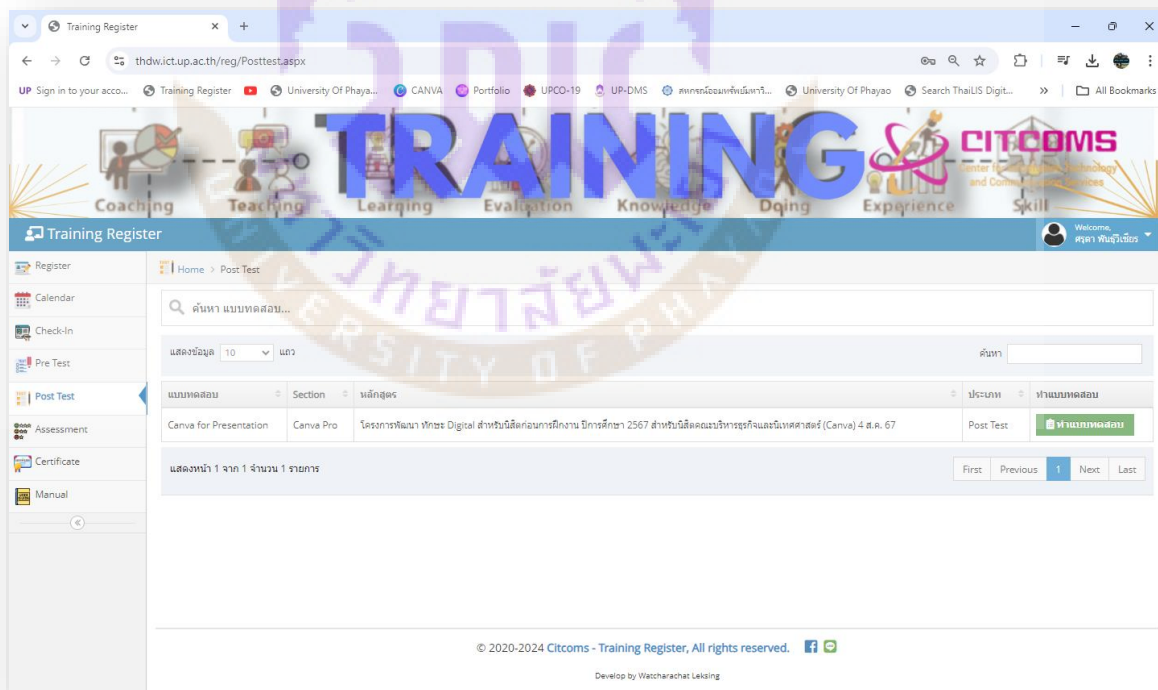 Training Register
thdw.ict.up.ac.th/reg/Posttest.aspx
UP Sign in to your acco... Training Register University Of Phaya... CANVA Portfolio UPCO-19 UP-DMS University Of Phayao Search ThaiLIS Digit... » All Bookmarks
TRAINING
CITCOMS
Coaching Teaching Learning Evaluation Knowledge Doing Experience Skill
Training Register
Welcome,
Register
Home > Post Test
Calendar
ค้นหา แบบทดสอบ...
Check-In
แสดงข้อมูล 10 แถว ค้นหา
Pre Test
Post Test
แบบทดสอบ Section หลักสูตร ประเภท ทำแบบทดสอบ
Canva for Presentation Canva Pro โครงการพัฒนา ทักษะ Digital สำหรับนิสิตก่อนการฝึกงาน ปีการศึกษา 2567 สำหรับนิสิตคณะบริหารธุรกิจและนิเทศศาสตร์ (Canva) 4 ส.ค. 67 Post Test ทำแบบทดสอบ
Assessment
Certificate
แสดงหน้า 1 จาก 1 จำนวน 1 รายการ First Previous 1 Next Last
Manual
© 2020-2024 Citcoms - Training Register, All rights reserved.
Develop by Watcharachat Leksing
UNIVERSITY OF PHAYAO